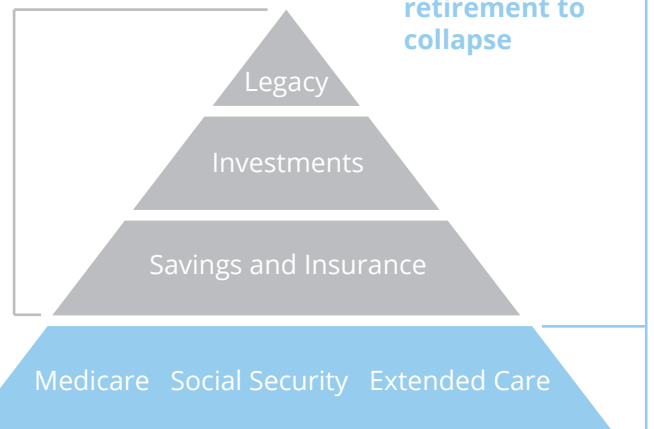 retirement to
collapse
Legacy
Investments
Savings and Insurance
Medicare Social Security Extended Care